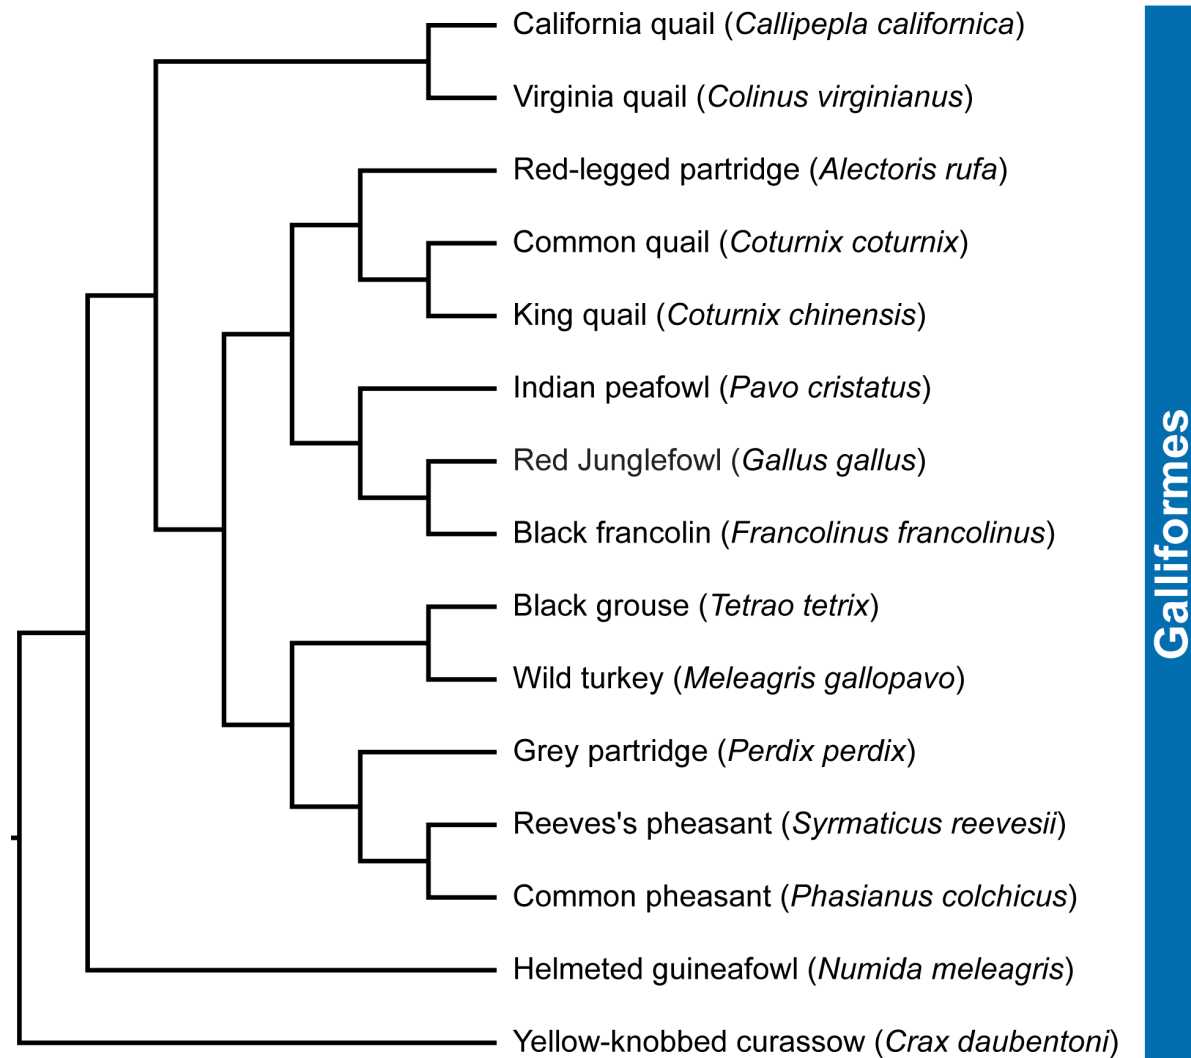 California quail (Callipepla californica)
Virginia quail (Colinus virginianus)
Red-legged partridge (Alectoris rufa)
Common quail (Coturnix coturnix)
King quail (Coturnix chinensis)
Indian peafowl (Pavo cristatus)
Red Junglefowl (Gallus gallus)
Black francolin (Francolinus francolinus)
Black grouse (Tetrao tetrix)
Wild turkey (Meleagris gallopavo)
Grey partridge (Perdix perdix)
Reeves's pheasant (Syrmaticus reevesii)
Common pheasant (Phasianus colchicus)
Helmeted guineafowl (Numida meleagris)
Yellow-knobbed curassow (Crax daubentoni)
Galliformes